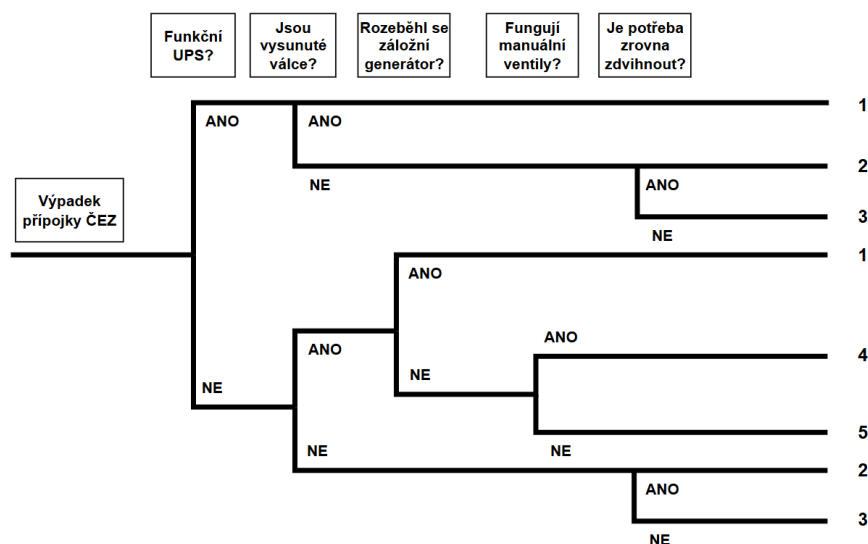 Funkční
UPS?
Jsou
vysunuté
válce?
Rozeběhl se
záložní
generátor?
Fungují
manuální
ventily?
Je potřeba
zrovna
zdvihnout?
Výpadek
přípojky ČEZ
ANO
ANO
1
NE
ANO
2
NE
3
ANO
1
NE
ANO
NE
ANO
4
NE
5
NE
ANO
2
NE
3